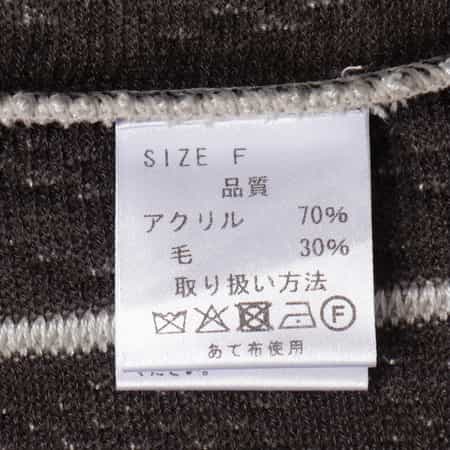 SIZE F
品質
アクリル 70%
毛 30%
取り扱い方法
F
あて布使用